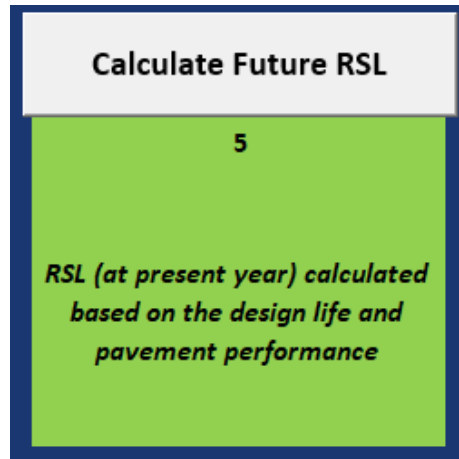 Calculate Future RSL
5
RSL (at present year) calculated
based on the design life and
pavement performance